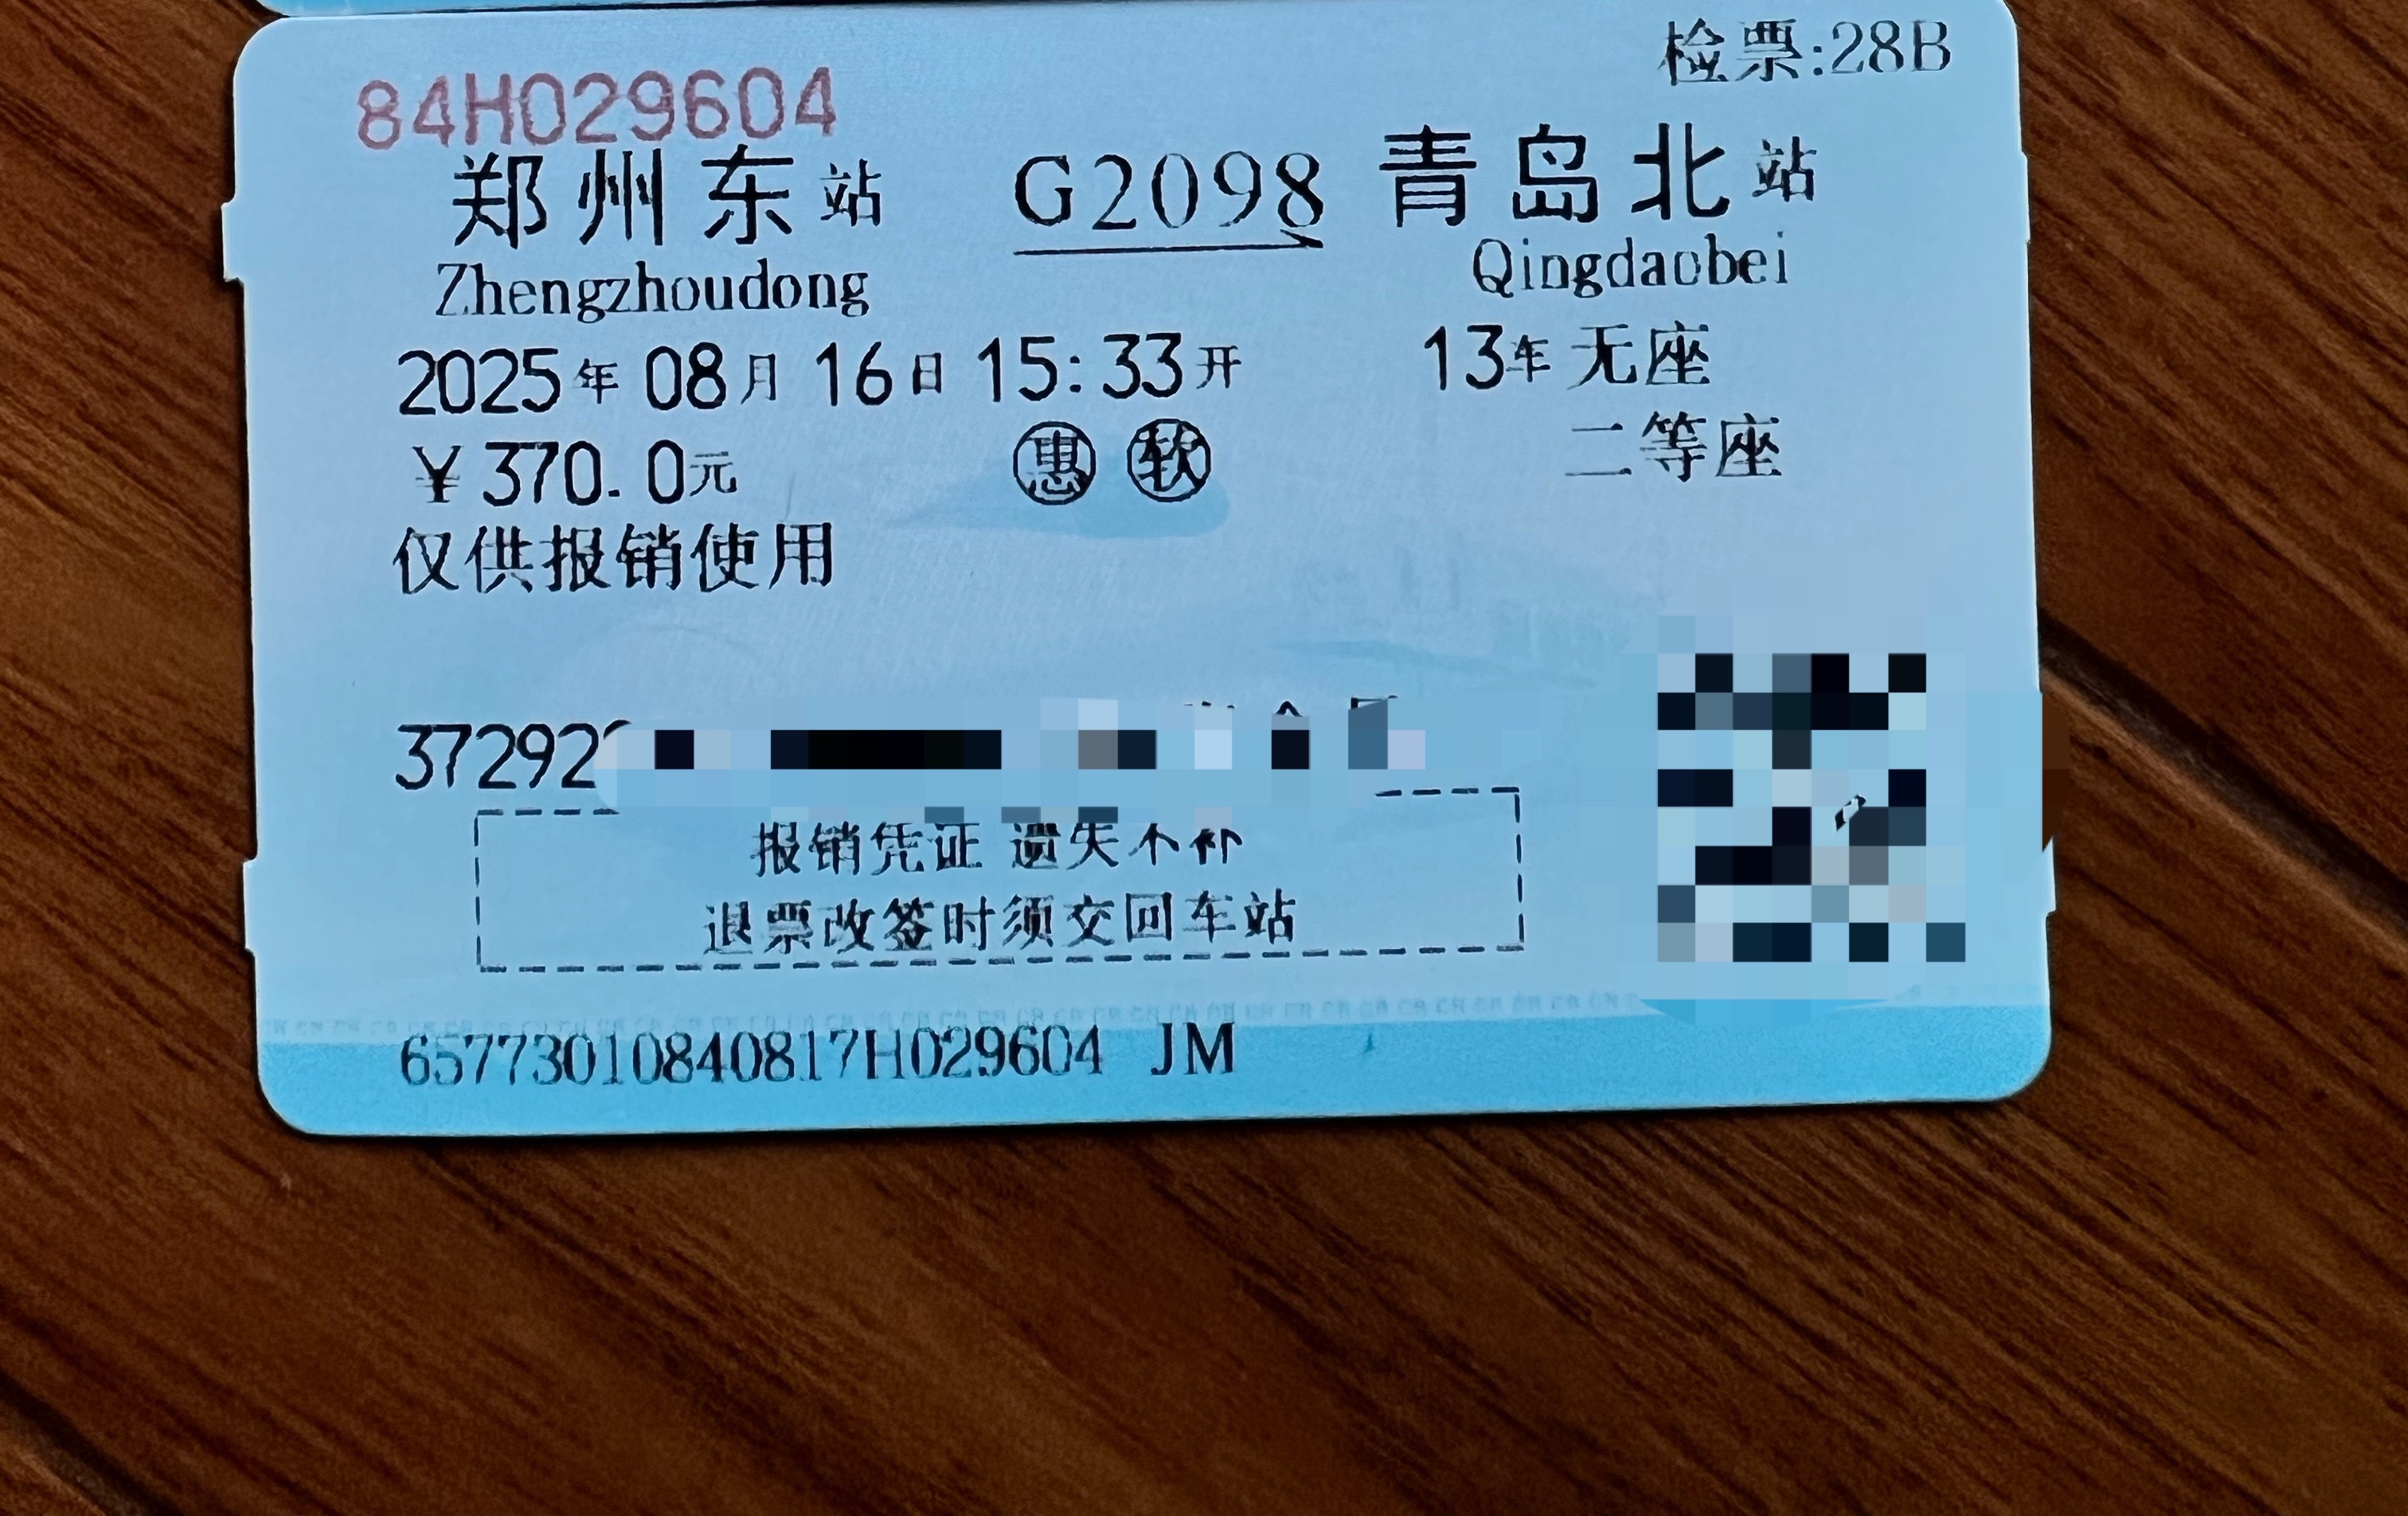 检票:28B
84H029604
郑州东站 G2098 青岛北站
Zhengzhoudong Qingdaobei
2025年08月16日15:33开 13车 无座
¥370.0元 惠 软 二等座
仅供报销使用
37292
报销凭证 遗失不补
退票改签时须交回车站
65773010840817H029604 JM